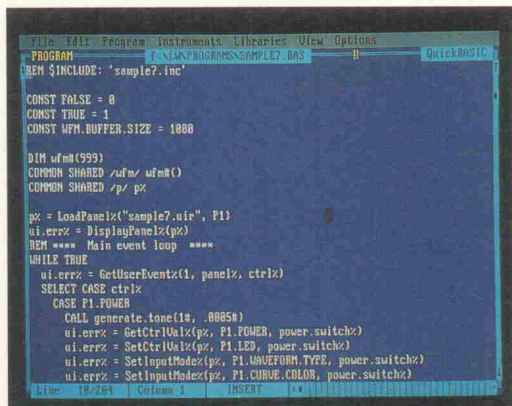 File Edit Program Instruments Libraries View Options
PROGRAM F:\LW\PROGRAMS\SAMPLE7.BAS QuickBASIC
REM $INCLUDE: 'sample7.inc'
CONST FALSE = 0
CONST TRUE = 1
CONST WFM.BUFFER.SIZE = 1000
DIM wfm#(999)
COMMON SHARED /wfm/ wfm#()
COMMON SHARED /p/ p%
p% = LoadPanel%("sample7.uir", P1)
ui.err% = DisplayPanel%(p%)
REM **** Main event loop ****
WHILE TRUE
ui.err% = GetUserEvent%(1, panel%, ctrl%)
SELECT CASE ctrl%
CASE P1.POWER
CALL generate.tone(1#, .0005#)
ui.err% = GetCtrlVal%(p%, P1.POWER, power.switch%)
ui.err% = SetCtrlVal%(p%, P1.LED, power.switch%)
ui.err% = SetInputMode%(p%, P1.WAVEFORM.TYPE, power.switch%)
ui.err% = SetInputMode%(p%, P1.CURVE.COLOR, power.switch%)
Line 18/204 Column 1 INSERT